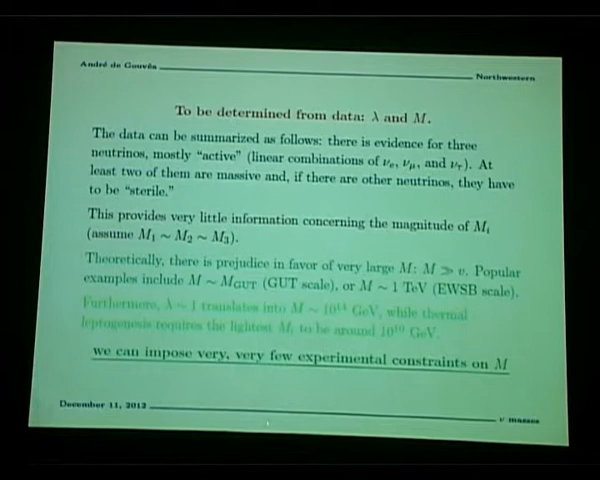 André de Gouvêa
Northwestern
To be determined from data: λ and M.
The data can be summarized as follows: there is evidence for three
neutrinos, mostly “active” (linear combinations of νe, νμ, and ντ). At
least two of them are massive and, if there are other neutrinos, they have
to be “sterile.”
This provides very little information concerning the magnitude of Mi
(assume M1 ∼ M2 ∼ M3).
Theoretically, there is prejudice in favor of very large M: M ≫ v. Popular
examples include M ∼ MGUT (GUT scale), or M ∼ 1 TeV (EWSB scale).
Furthermore, λ ∼ 1 translates into M ∼ 10¹⁴ GeV, while thermal
leptogenesis requires the lightest Mi to be around 10¹⁰ GeV.
we can impose very, very few experimental constraints on M
December 11, 2013
ν Masses